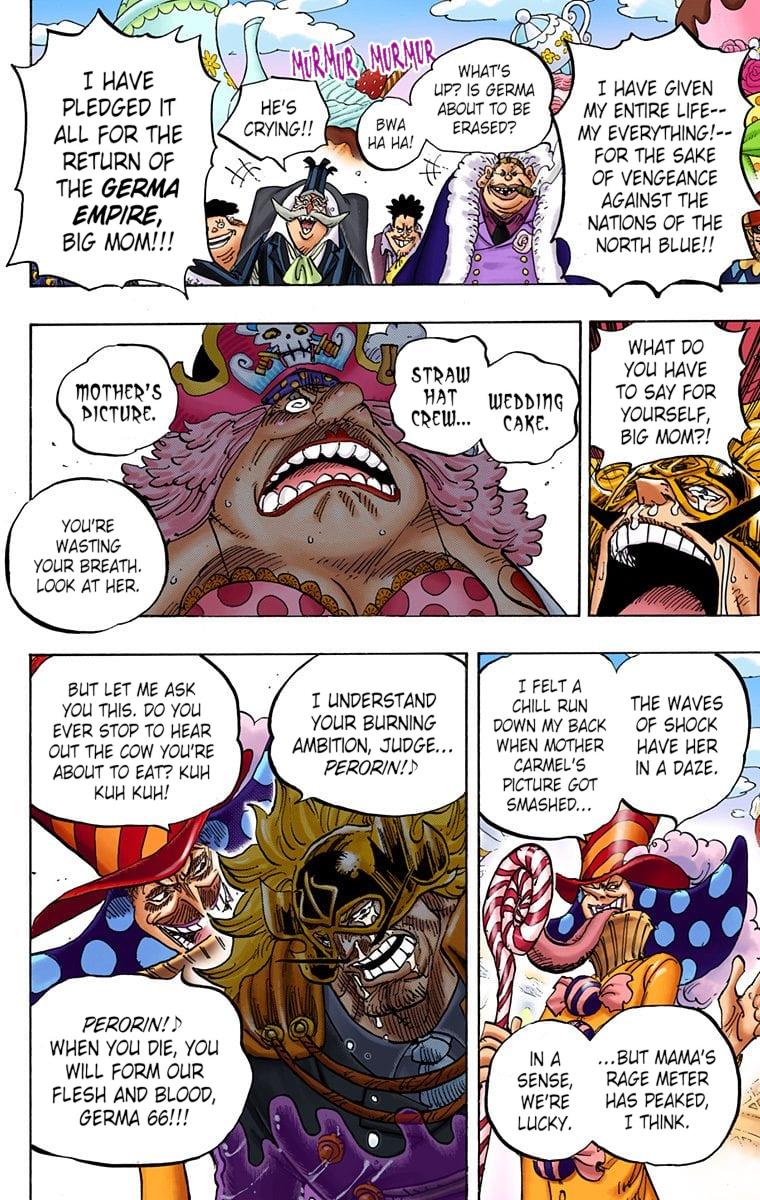 I HAVE GIVEN
MY ENTIRE LIFE--
MY EVERYTHING!--
FOR THE SAKE
OF VENGEANCE
AGAINST THE
NATIONS OF THE
NORTH BLUE!!
WHAT'S
UP? IS GERMA
ABOUT TO BE
ERASED?
BWA
HA HA!
HE'S
CRYING!!
MURMUR MURMUR
I HAVE
PLEDGED IT
ALL FOR THE
RETURN OF
THE GERMA
EMPIRE,
BIG MOM!!!
WHAT DO
YOU HAVE
TO SAY FOR
YOURSELF,
BIG MOM?!
WEDDING
CAKE.
STRAW
HAT
CREW...
MOTHER'S
PICTURE.
YOU'RE
WASTING
YOUR BREATH.
LOOK AT HER.
THE WAVES
OF SHOCK
HAVE HER
IN A DAZE.
I FELT A
CHILL RUN
DOWN MY BACK
WHEN MOTHER
CARMEL'S
PICTURE GOT
SMASHED...
...BUT MAMA'S
RAGE METER
HAS PEAKED,
I THINK.
IN A
SENSE,
WE'RE
LUCKY.
I UNDERSTAND
YOUR BURNING
AMBITION, JUDGE...
PERORIN!♪
BUT LET ME ASK
YOU THIS. DO YOU
EVER STOP TO HEAR
OUT THE COW YOU'RE
ABOUT TO EAT? KUH
KUH KUH!
PERORIN!♪
WHEN YOU DIE, YOU
WILL FORM OUR
FLESH AND BLOOD,
GERMA 66!!!